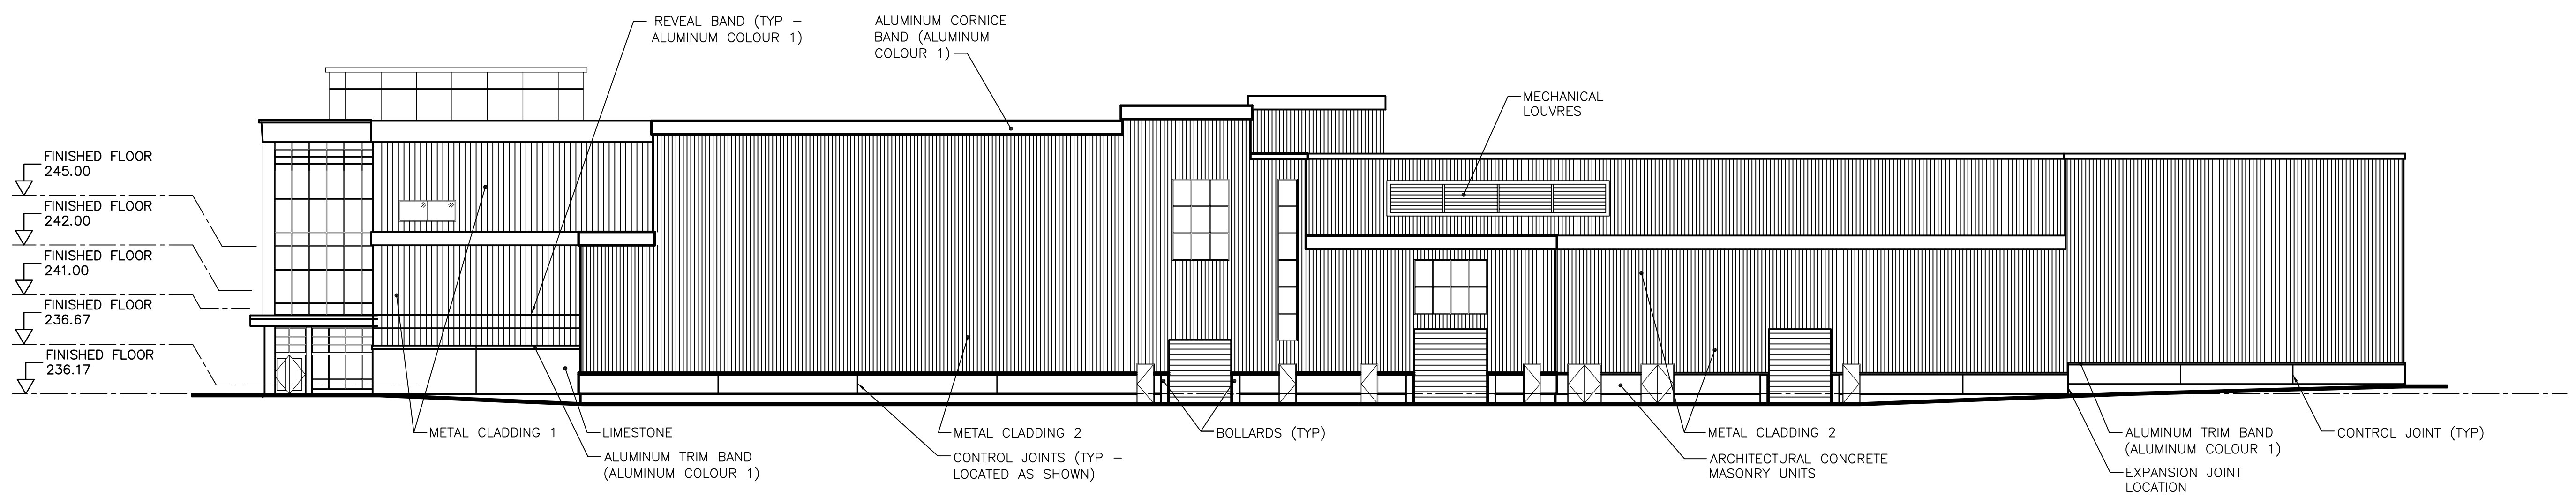 REVEAL BAND (TYP –
ALUMINUM COLOUR 1)
ALUMINUM CORNICE
BAND (ALUMINUM
COLOUR 1)
MECHANICAL
LOUVRES
FINISHED FLOOR
245.00
FINISHED FLOOR
242.00
FINISHED FLOOR
241.00
FINISHED FLOOR
236.67
FINISHED FLOOR
236.17
METAL CLADDING 1
LIMESTONE
ALUMINUM TRIM BAND
(ALUMINUM COLOUR 1)
METAL CLADDING 2
CONTROL JOINTS (TYP –
LOCATED AS SHOWN)
BOLLARDS (TYP)
METAL CLADDING 2
ARCHITECTURAL CONCRETE
MASONRY UNITS
ALUMINUM TRIM BAND
(ALUMINUM COLOUR 1)
EXPANSION JOINT
LOCATION
CONTROL JOINT (TYP)